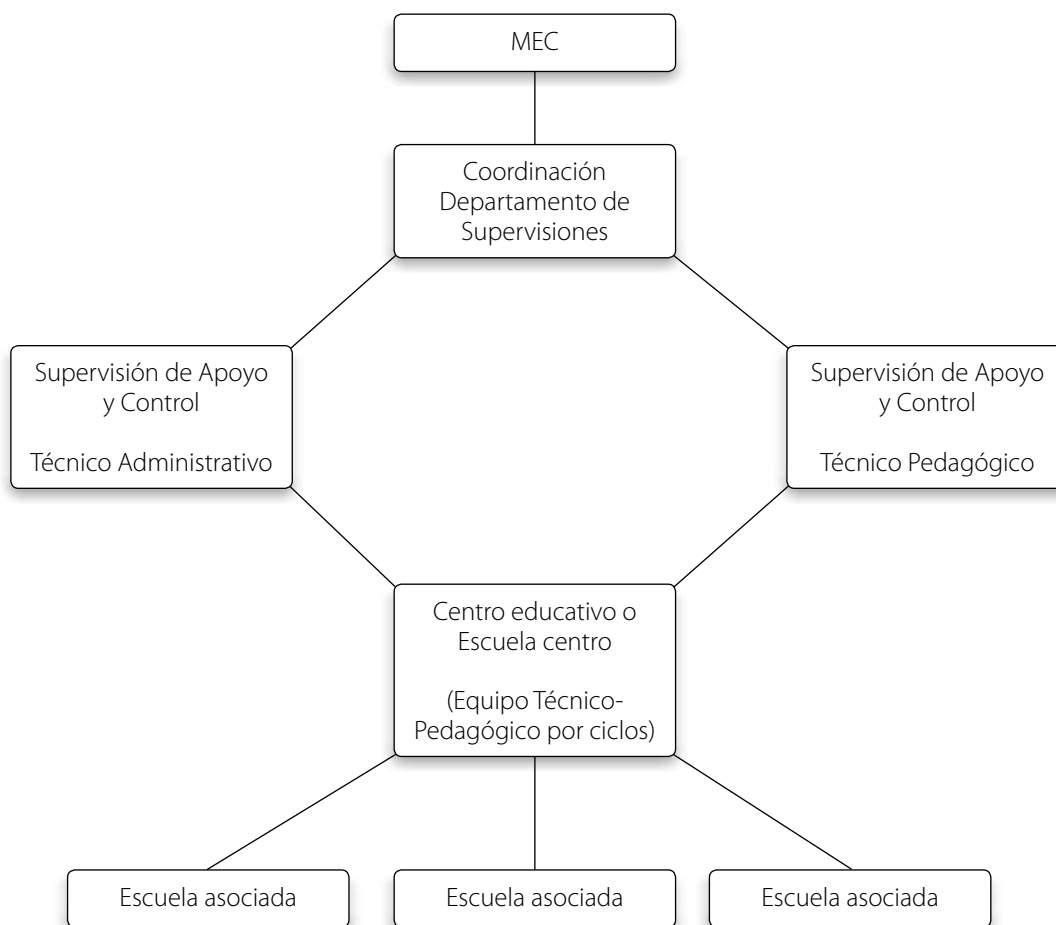 MEC
Coordinación
Departamento de
Supervisiones
Supervisión de Apoyo
y Control
Técnico Administrativo
Supervisión de Apoyo
y Control
Técnico Pedagógico
Centro educativo o
Escuela centro
(Equipo Técnico-
Pedagógico por ciclos)
Escuela asociada
Escuela asociada
Escuela asociada